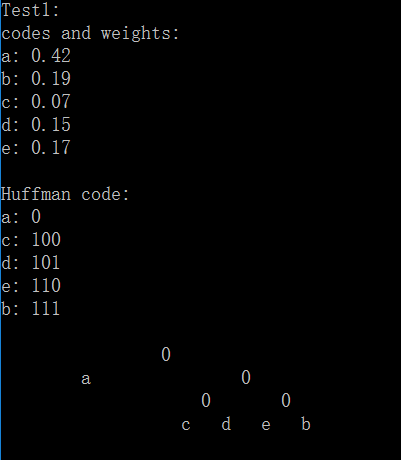 Test1:
codes and weights:
a: 0.42
b: 0.19
c: 0.07
d: 0.15
e: 0.17

Huffman code:
a: 0
c: 100
d: 101
e: 110
b: 111

                0
        a               0
                    0       0
                  c   d   e   b